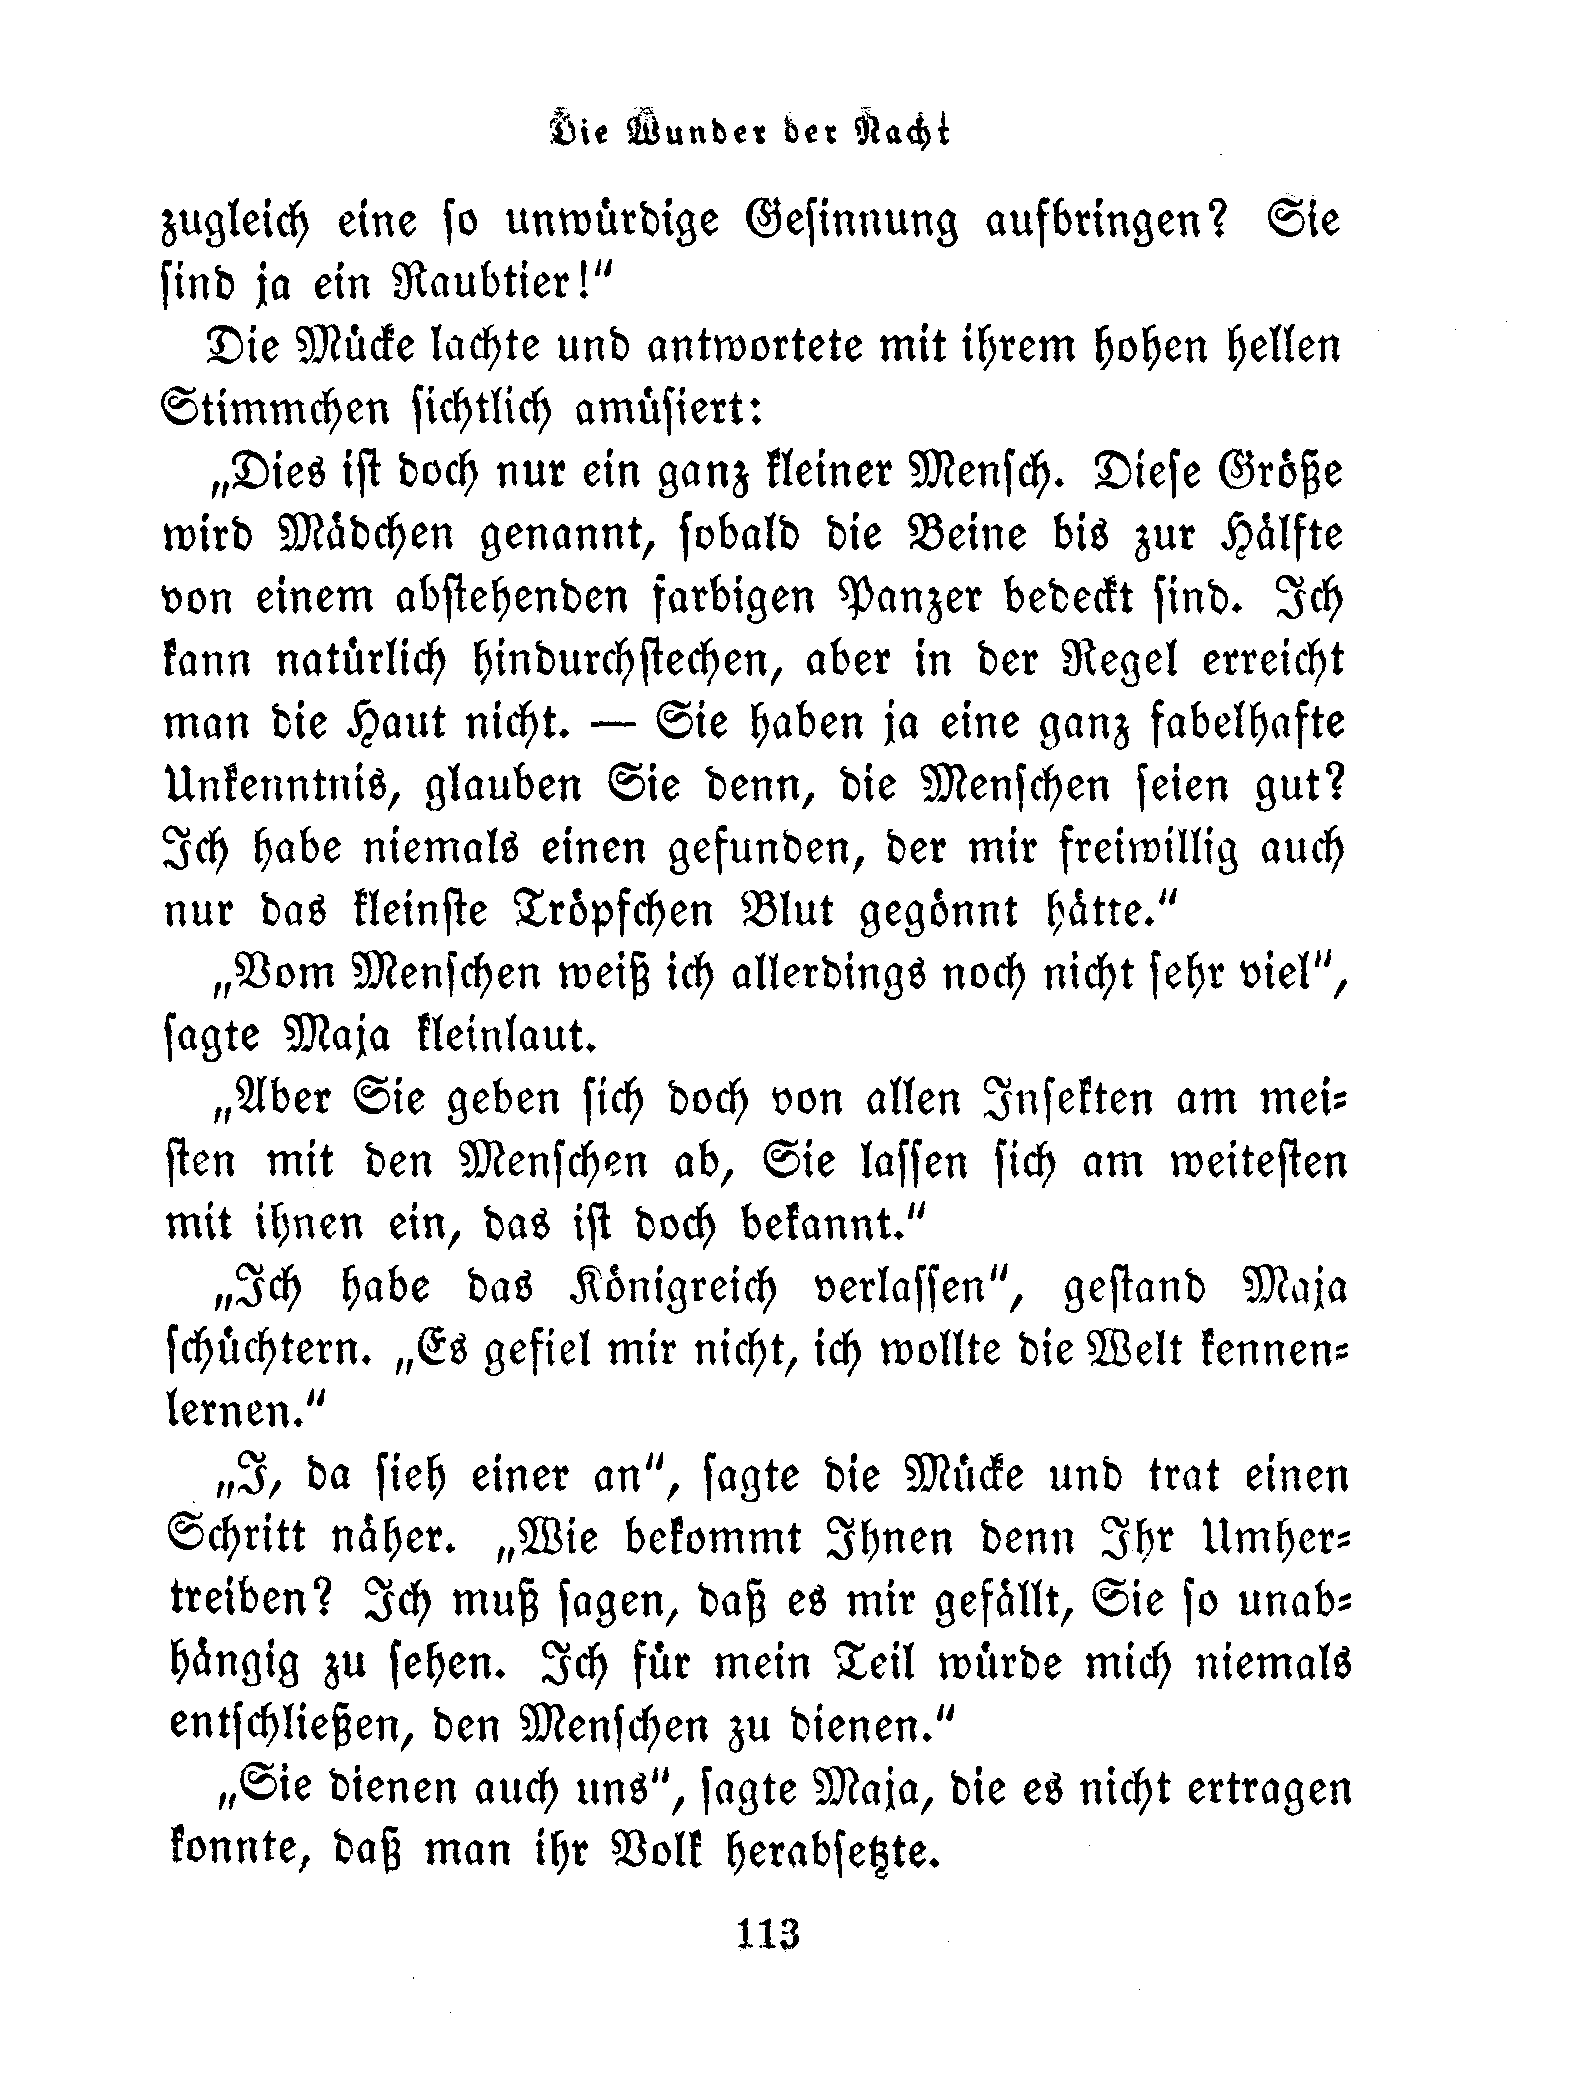 Die Wunder der Nacht
zugleich eine so unwürdige Gesinnung aufbringen? Sie
sind ja ein Raubtier!“
Die Mücke lachte und antwortete mit ihrem hohen hellen
Stimmchen sichtlich amüsiert:
„Dies ist doch nur ein ganz kleiner Mensch. Diese Größe
wird Mädchen genannt, sobald die Beine bis zur Hälfte
von einem abstehenden farbigen Panzer bedeckt sind. Ich
kann natürlich hindurchstechen, aber in der Regel erreicht
man die Haut nicht. — Sie haben ja eine ganz fabelhafte
Unkenntnis, glauben Sie denn, die Menschen seien gut?
Ich habe niemals einen gefunden, der mir freiwillig auch
nur das kleinste Tröpfchen Blut gegönnt hätte.“
„Vom Menschen weiß ich allerdings noch nicht sehr viel“,
sagte Maja kleinlaut.
„Aber Sie geben sich doch von allen Insekten am mei-
sten mit den Menschen ab, Sie lassen sich am weitesten
mit ihnen ein, das ist doch bekannt.“
„Ich habe das Königreich verlassen“, gestand Maja
schüchtern. „Es gefiel mir nicht, ich wollte die Welt kennen-
lernen.“
„I, da sieh einer an“, sagte die Mücke und trat einen
Schritt näher. „Wie bekommt Ihnen denn Ihr Umher-
treiben? Ich muß sagen, daß es mir gefällt, Sie so unab-
hängig zu sehen. Ich für mein Teil würde mich niemals
entschließen, den Menschen zu dienen.“
„Sie dienen auch uns“, sagte Maja, die es nicht ertragen
konnte, daß man ihr Volk herabsetzte.
113